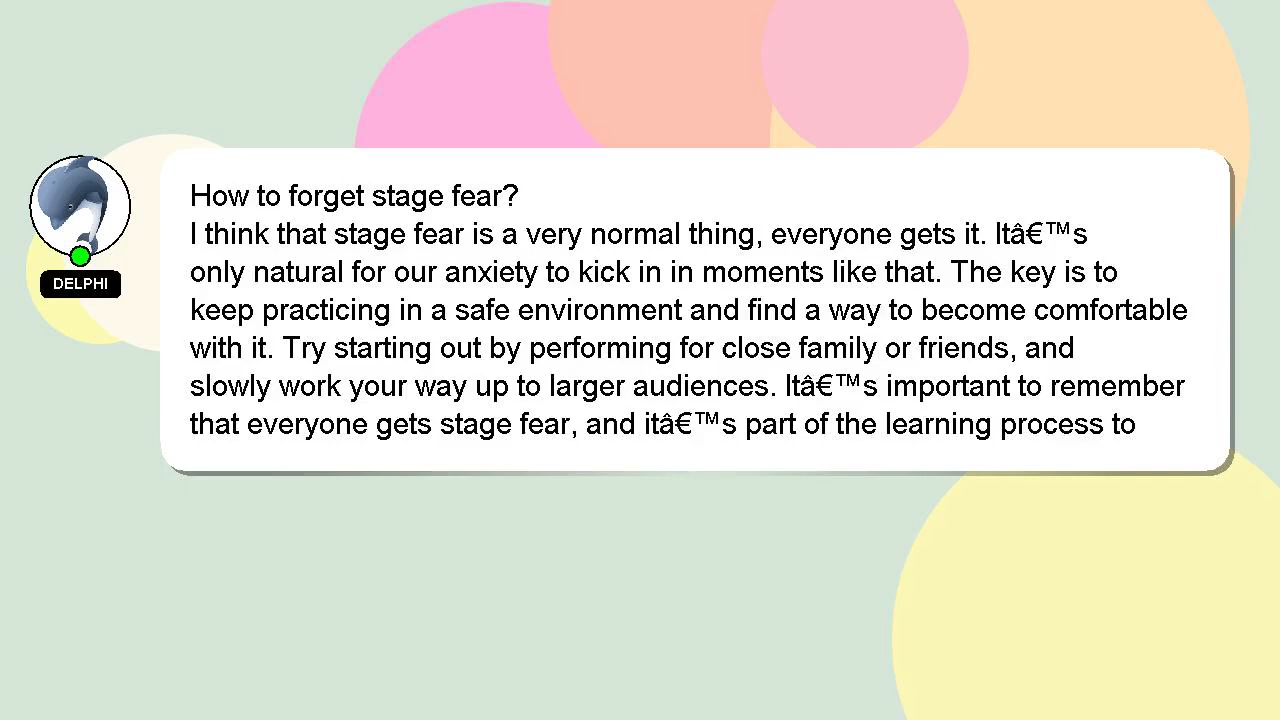 How to forget stage fear?
I think that stage fear is a very normal thing, everyone gets it. Itâ€™s
only natural for our anxiety to kick in in moments like that. The key is to
keep practicing in a safe environment and find a way to become comfortable
with it. Try starting out by performing for close family or friends, and
slowly work your way up to larger audiences. Itâ€™s important to remember
that everyone gets stage fear, and itâ€™s part of the learning process to
DELPHI